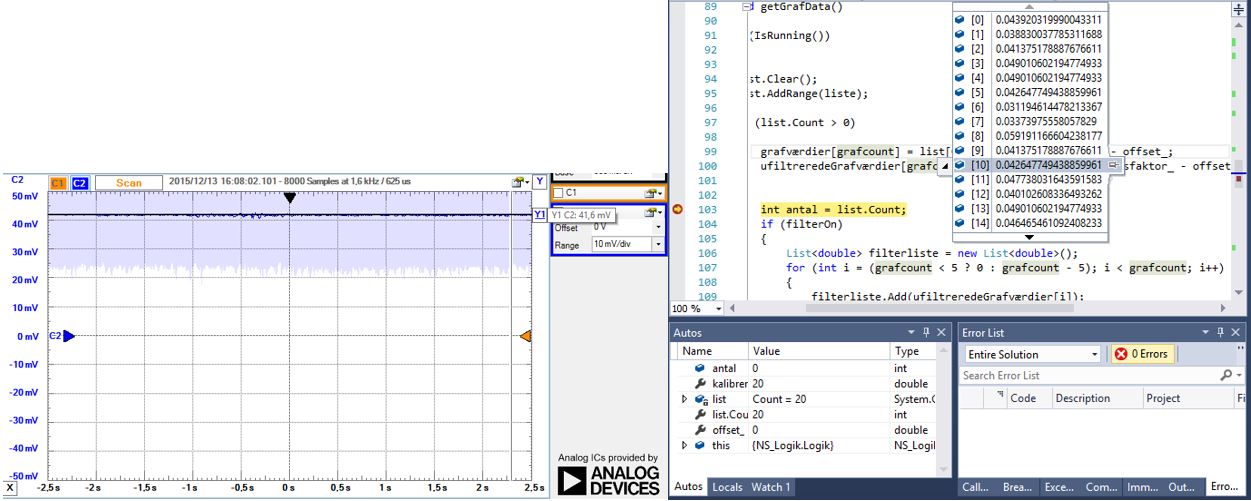 C2
C1 C2 Scan 2015/12/13 16:08:02.101 - 8000 Samples at 1,6 kHz / 625 us Y
50 mV
40 mV
30 mV
20 mV
10 mV
0 mV
-10 mV
-20 mV
-30 mV
-40 mV
-50 mV
C2
X -2,5 s -1,5 s -0,5 s 0 s 0,5 s 1,5 s 2,5 s
C1
Y1 Y1 C2: 41,6 mV
Offset 0 V
Range 10 mV/div
Analog ICs provided by
ANALOG
DEVICES
89 getGrafData()
90
91 (IsRunning())
92
93
94 st.Clear();
95 st.AddRange(liste);
96
97 (list.Count > 0)
98
99 grafværdier[grafcount] = list[ - offset_;
100 ufiltreredeGrafværdier[grafc sfaktor_ - offset
101
102
103 int antal = list.Count;
104 if (filterOn)
105 {
106 List<double> filterliste = new List<double>();
107 for (int i = (grafcount < 5 ? 0 : grafcount - 5); i < grafcount; i++)
108 {
109 filterliste.Add(ufiltreredeGrafværdier[i]);
[0] 0.043920319990043311
[1] 0.038830037785311688
[2] 0.041375178887676611
[3] 0.049010602194774933
[4] 0.049010602194774933
[5] 0.042647749438859961
[6] 0.031194614478213367
[7] 0.03373975558057829
[8] 0.059191166604238177
[9] 0.041375178887676611
[10] 0.042647749438859961
[11] 0.047738031643591583
[12] 0.040102608336493262
[13] 0.049010602194774933
[14] 0.046465461092408233
100 %
Autos
Name Value Type
antal 0 int
kalibrer 20 double
list Count = 20 System.C
list.Cou 20 int
offset_ 0 double
this {NS_Logik.Logik} NS_Logil
Autos Locals Watch 1
Error List
Entire Solution 0 Errors
Search Error List
Code Description Project Fi
Call... Brea... Exce... Com... Imm... Out... Erro...